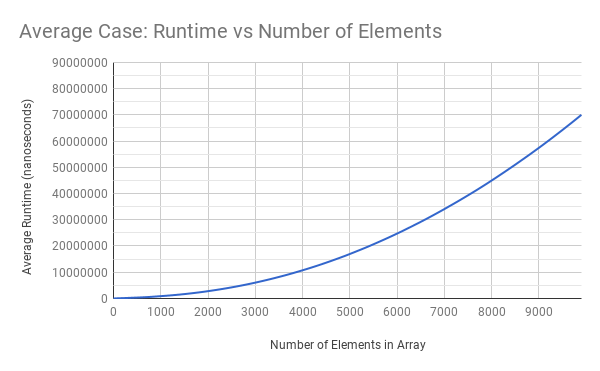 Average Case: Runtime vs Number of Elements
Average Runtime (nanoseconds)
90000000
80000000
70000000
60000000
50000000
40000000
30000000
20000000
10000000
0
0 1000 2000 3000 4000 5000 6000 7000 8000 9000
Number of Elements in Array